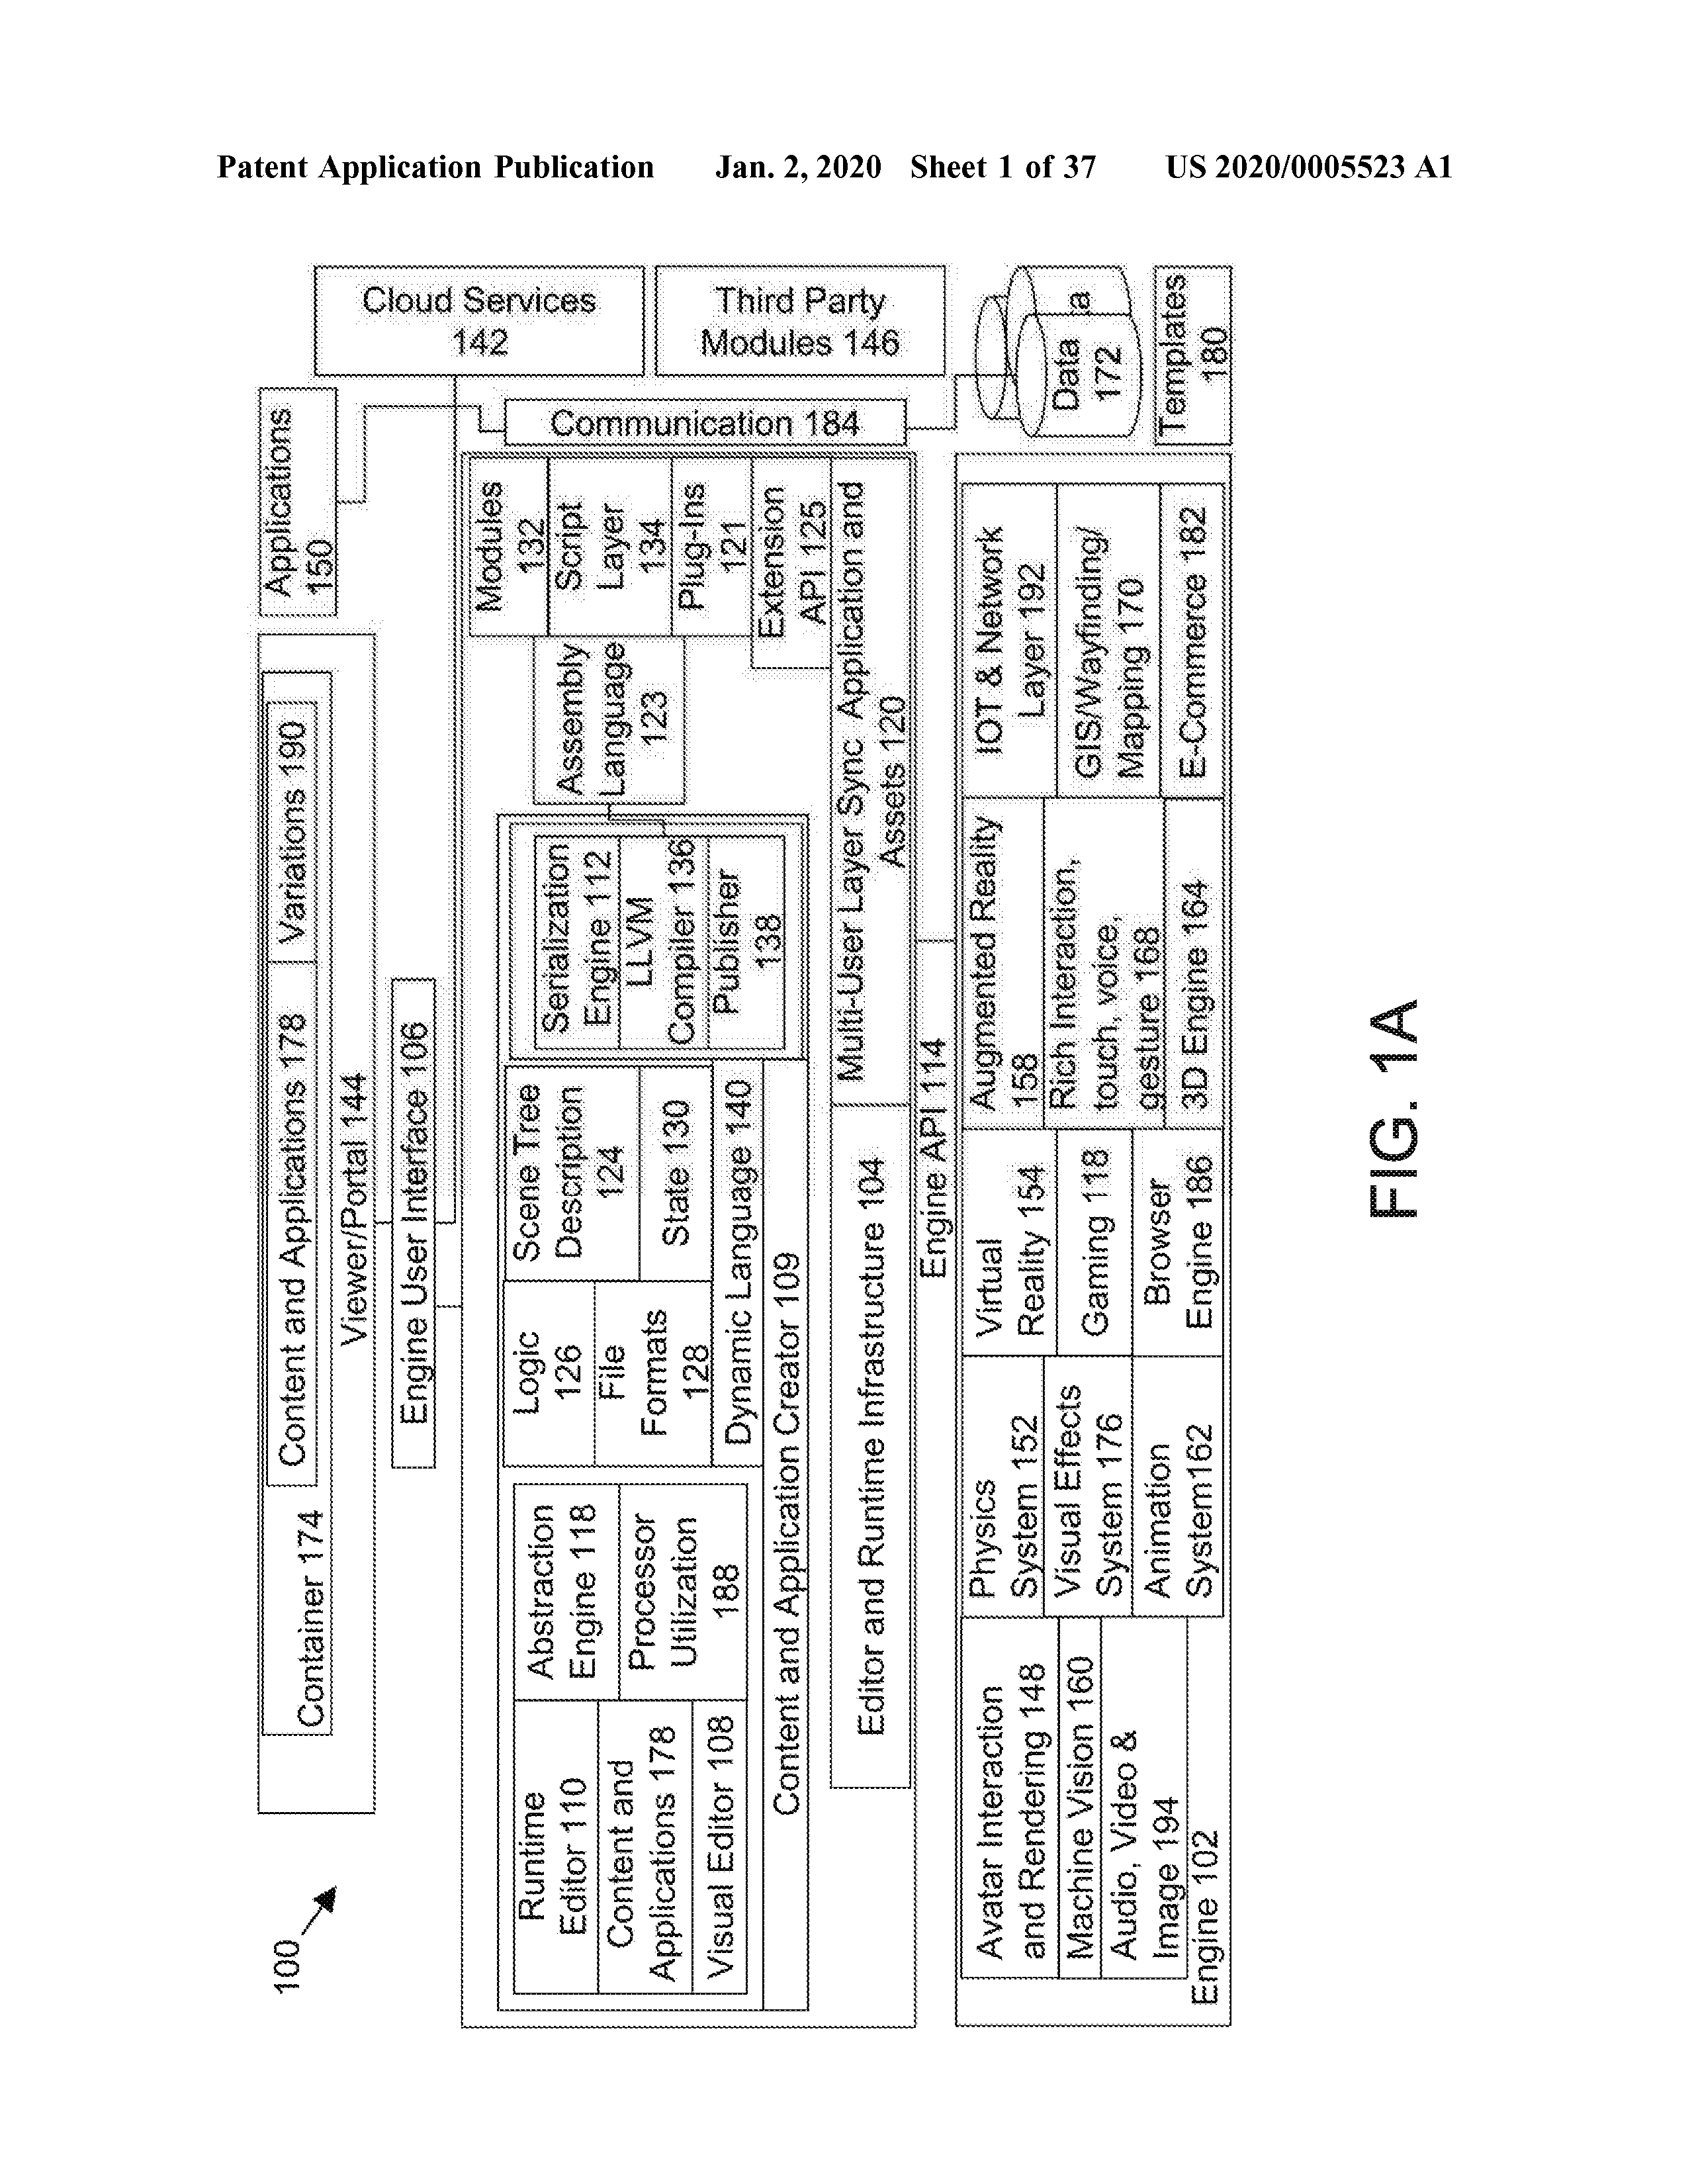 Patent Application Publication Jan. 2, 2020 Sheet 1 of 37 US 2020/0005523 A1
100
Container 174
Content and Applications 178
Variations 190
Viewer/Portal 144
Applications
150
Engine User Interface 106
Cloud Services
142
Third Party
Modules 146
Communication 184
Data
172
a
Templates
180
Runtime
Editor 110
Content and
Applications 178
Visual Editor 108
Abstraction
Engine 118
Processor
Utilization
188
Logic
126
File
Formats
128
Scene Tree
Description
124
State 130
Dynamic Language 140
Content and Application Creator 109
Serialization
Engine 112
LLVM
Compiler 136
Publisher
138
Assembly
Language
123
Modules
132
Script
Layer
134
Plug-Ins
121
Extension
API 125
Editor and Runtime Infrastructure 104
Multi-User Layer Sync Application and
Assets 120
Engine API 114
Avatar Interaction
and Rendering 148
Machine Vision 160
Audio, Video &
Image 194
Engine 102
Physics
System 152
Visual Effects
System 176
Animation
System162
Virtual
Reality 154
Gaming 118
Browser
Engine 186
Augmented Reality
158
Rich Interaction,
touch, voice,
gesture 168
3D Engine 164
IOT & Network
Layer 192
GIS/Wayfinding/
Mapping 170
E-Commerce 182
FIG. 1A